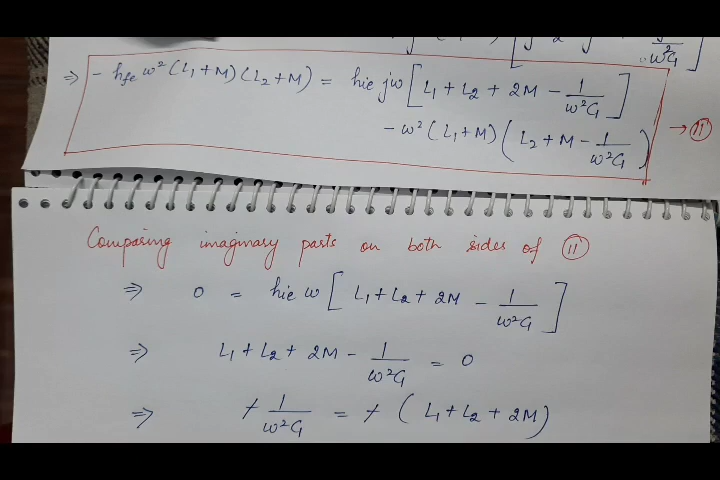 ⇒ - hfe ω² (L₁ + M) (L₂ + M) = hie jω [ L₁ + L₂ + 2M - 1/ω²C₁ ]
- ω² (L₁ + M) ( L₂ + M - 1/ω²C₁ ) → (11)
Comparing imaginary parts on both sides of (11)
⇒ 0 = hie ω [ L₁ + L₂ + 2M - 1/ω²C₁ ]
⇒ L₁ + L₂ + 2M - 1/ω²C₁ = 0
⇒ + 1/ω²C₁ = + ( L₁ + L₂ + 2M )